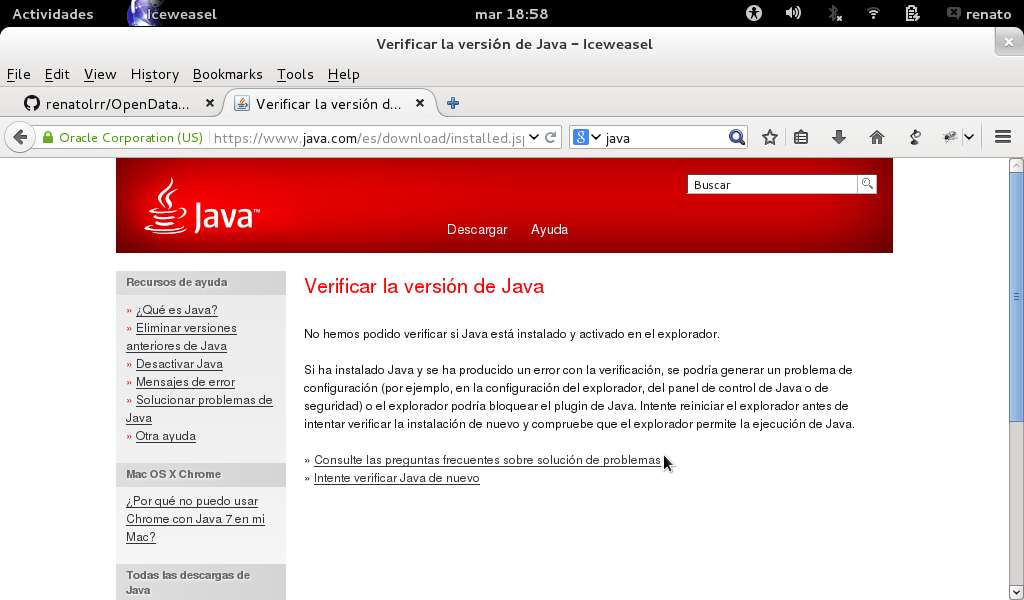 Actividades Iceweasel mar 18:58 renato
Verificar la versión de Java – Iceweasel
File Edit View History Bookmarks Tools Help
renatolrr/OpenData... Verificar la versión d...
Oracle Corporation (US) https://www.java.com/es/download/installed.jsp java
Java™
Buscar
Descargar Ayuda
Recursos de ayuda
» ¿Qué es Java?
» Eliminar versiones
anteriores de Java
» Desactivar Java
» Mensajes de error
» Solucionar problemas de
Java
» Otra ayuda
Mac OS X Chrome
¿Por qué no puedo usar
Chrome con Java 7 en mi
Mac?
Todas las descargas de
Java
Verificar la versión de Java
No hemos podido verificar si Java está instalado y activado en el explorador.
Si ha instalado Java y se ha producido un error con la verificación, se podría generar un problema de
configuración (por ejemplo, en la configuración del explorador, del panel de control de Java o de
seguridad) o el explorador podría bloquear el plugin de Java. Intente reiniciar el explorador antes de
intentar verificar la instalación de nuevo y compruebe que el explorador permite la ejecución de Java.
» Consulte las preguntas frecuentes sobre solución de problemas
» Intente verificar Java de nuevo